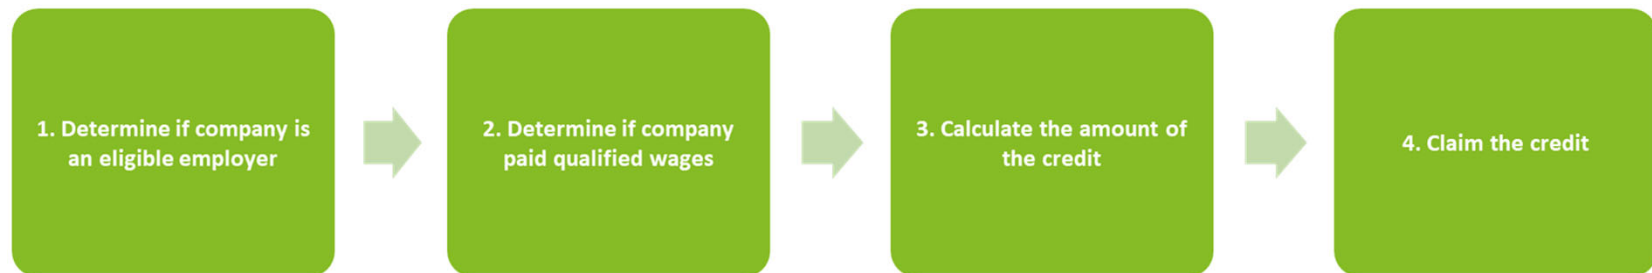 1. Determine if company is
an eligible employer
2. Determine if company
paid qualified wages
3. Calculate the amount of
the credit
4. Claim the credit